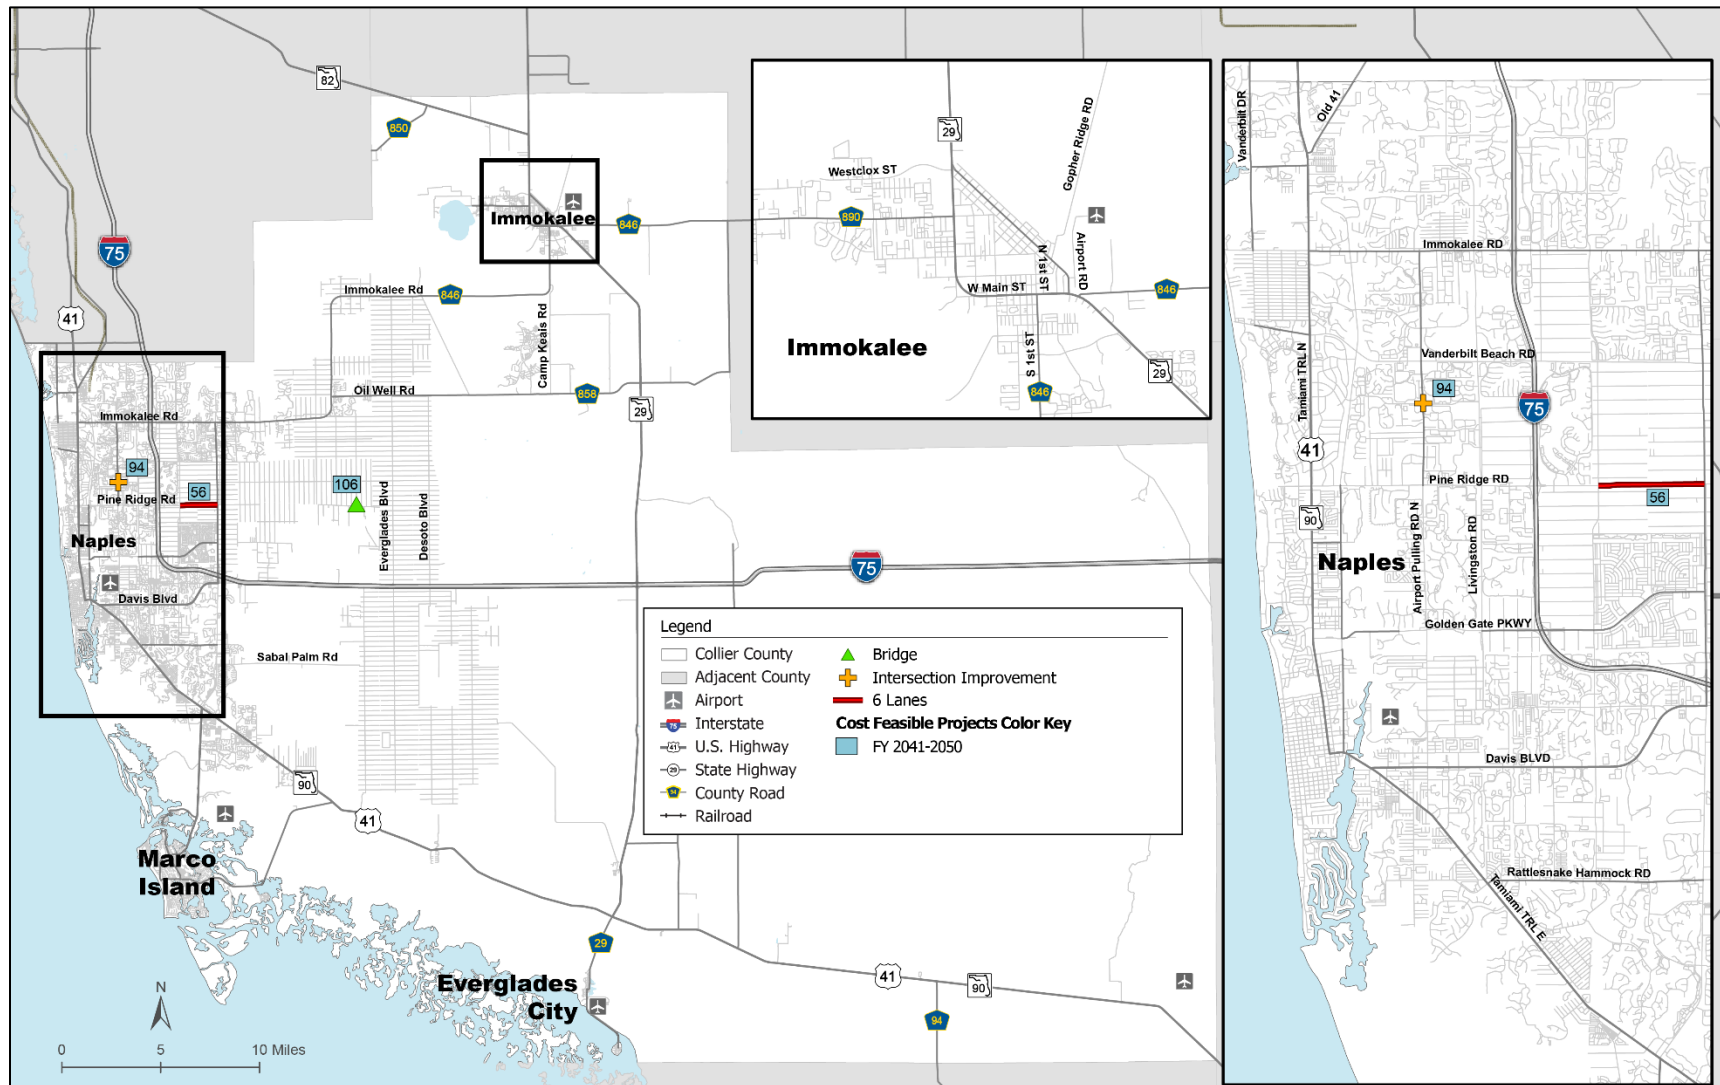 82
850
Immokalee
846
75
Immokalee Rd
846
41
Camp Keais Rd
Oil Well Rd
858
29
Immokalee Rd
94
56
Pine Ridge Rd
106
Everglades Blvd
Desoto Blvd
Naples
75
Davis Blvd
Sabal Palm Rd
90
41
Marco
Island
29
Everglades
City
41
90
94
N
0
5
10 Miles
29
Gopher Ridge RD
Westclox ST
890
N 1st ST
Airport RD
W Main ST
846
Immokalee
S 1st ST
29
846
Legend
Collier County
Adjacent County
Airport
75
Interstate
41
U.S. Highway
29
State Highway
14
County Road
Railroad
Bridge
Intersection Improvement
6 Lanes
Cost Feasible Projects Color Key
FY 2041-2050
Vanderbilt DR
Old 41
Immokalee RD
Tamiami TRL N
Vanderbilt Beach RD
94
75
41
Pine Ridge RD
56
90
Airport Pulling RD N
Livingston RD
Naples
Golden Gate PKWY
Davis BLVD
Rattlesnake Hammock RD
Tamiami TRL E